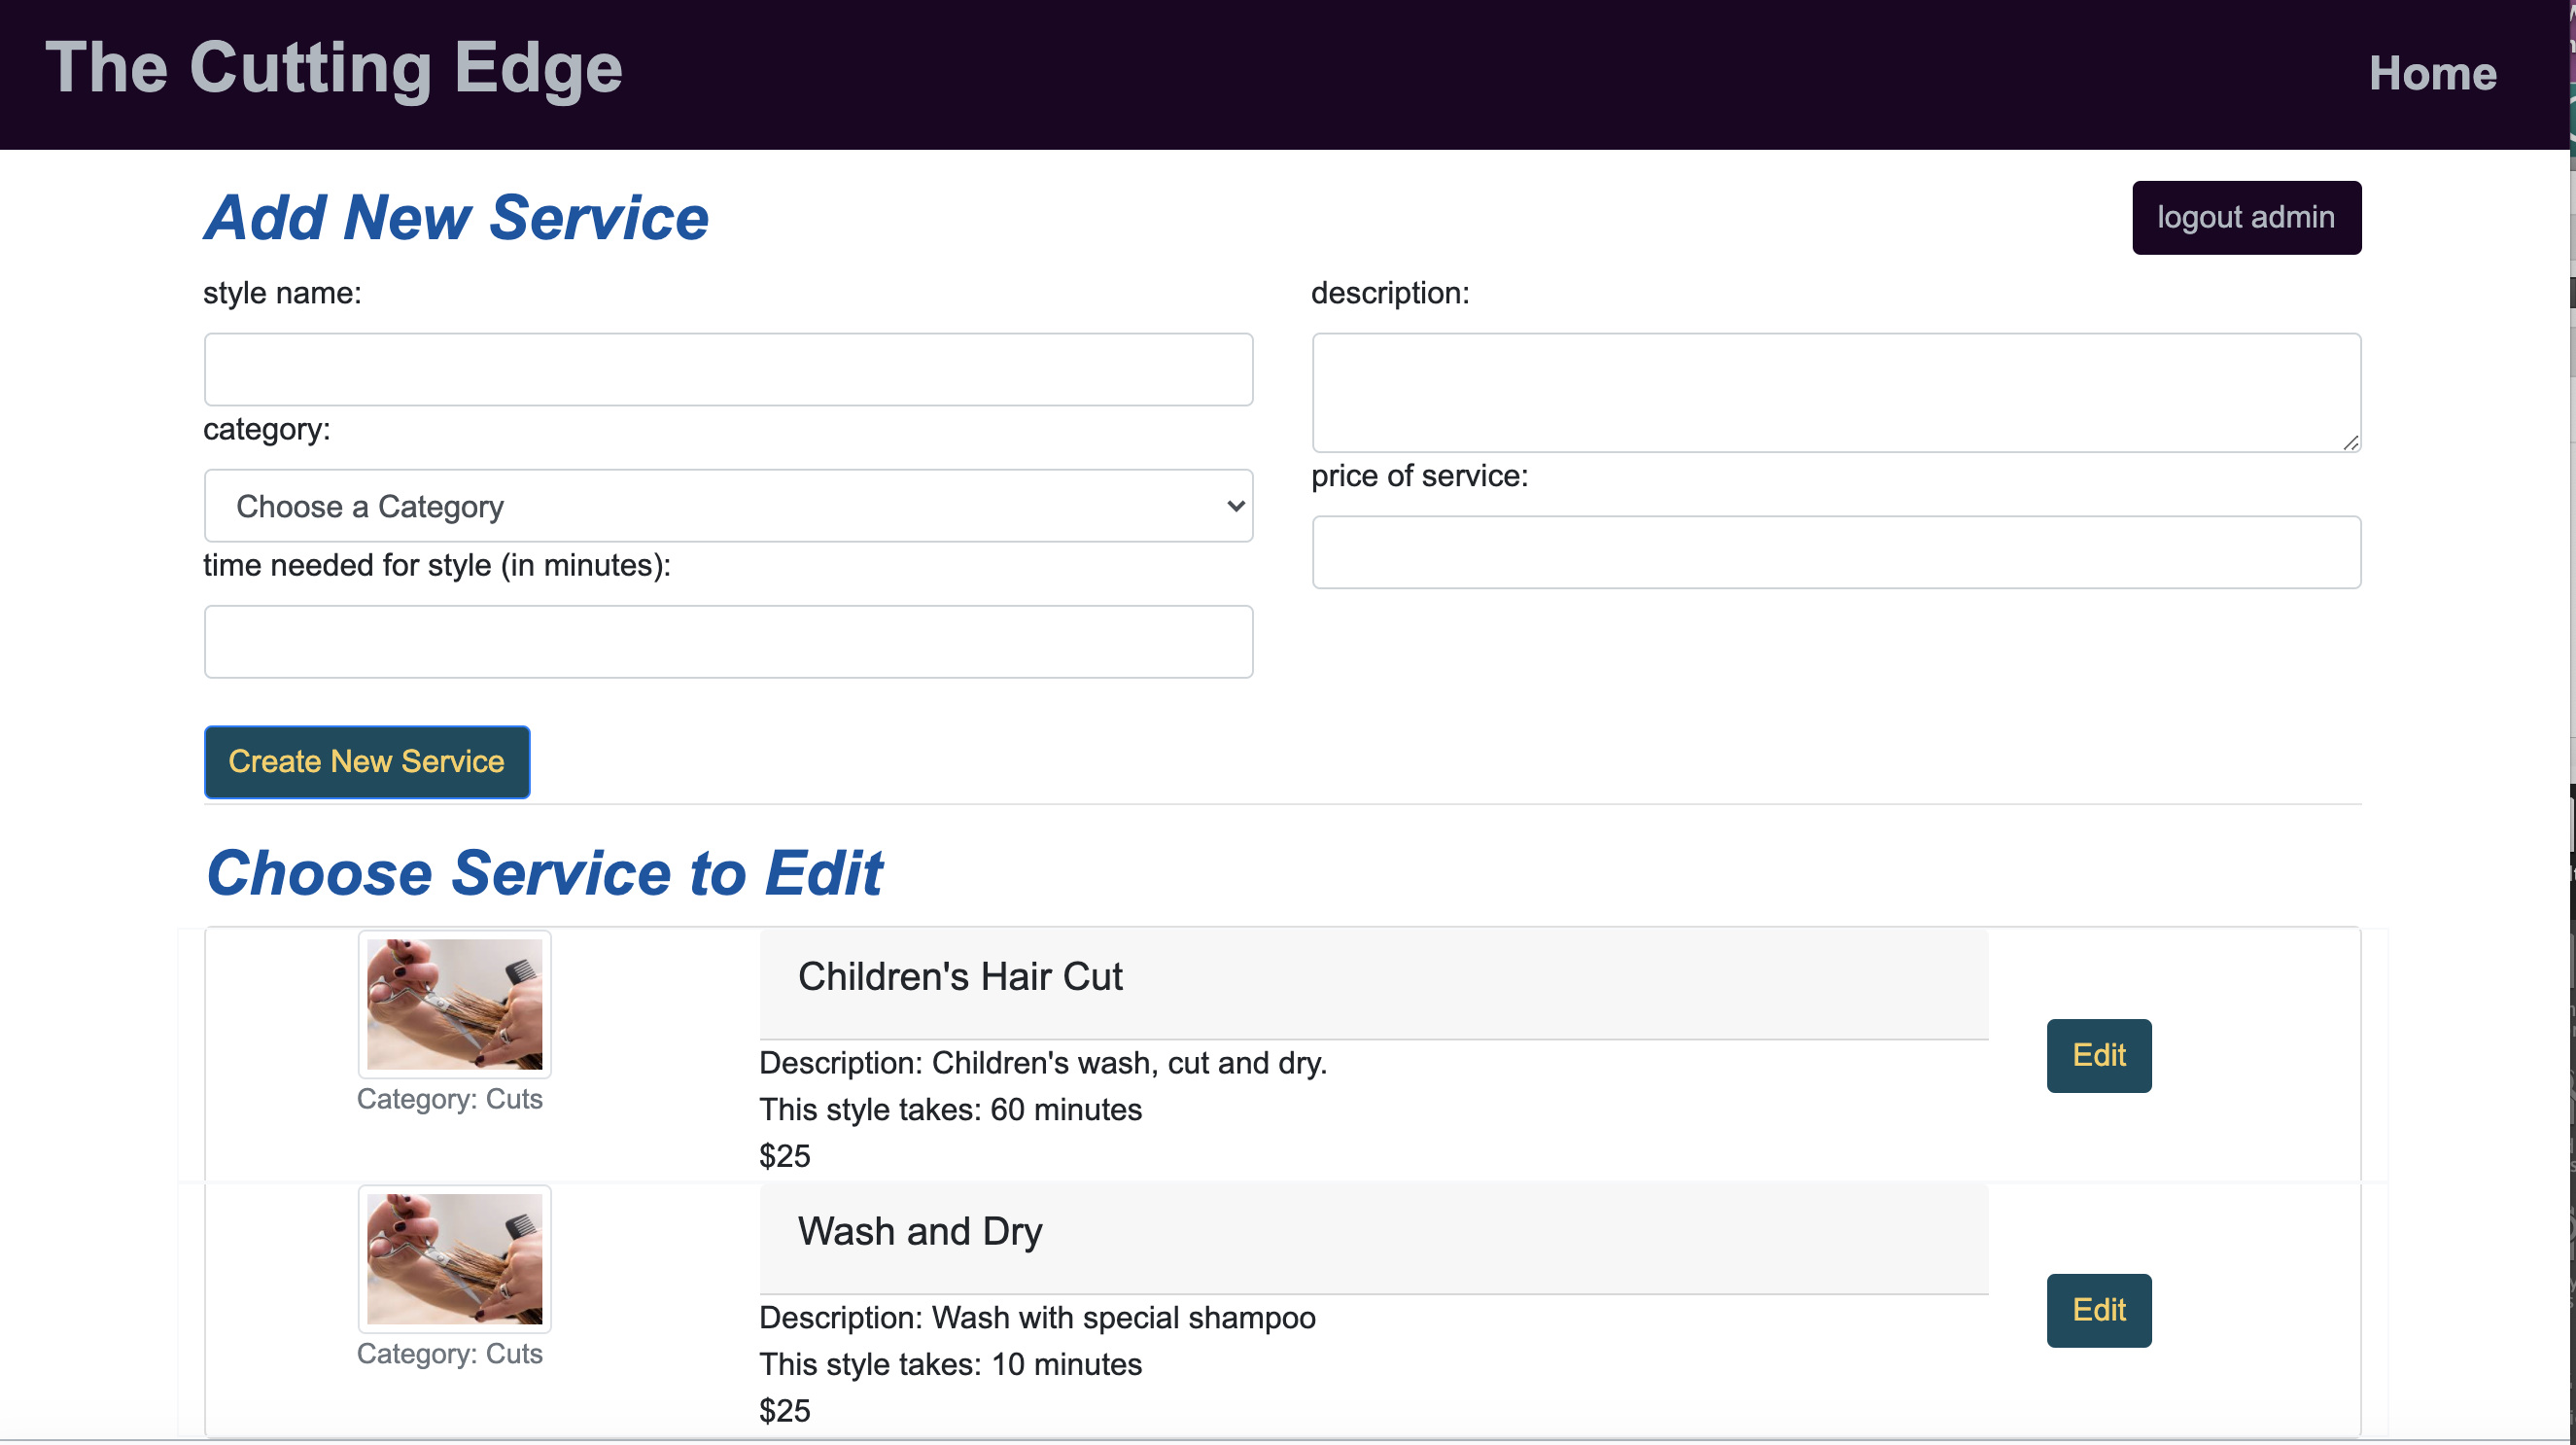 The Cutting Edge
Home
Add New Service
logout admin
style name:
description:
category:
Choose a Category
price of service:
time needed for style (in minutes):
Create New Service
Choose Service to Edit
Children's Hair Cut
Description: Children's wash, cut and dry.
This style takes: 60 minutes
$25
Category: Cuts
Edit
Wash and Dry
Description: Wash with special shampoo
This style takes: 10 minutes
$25
Category: Cuts
Edit